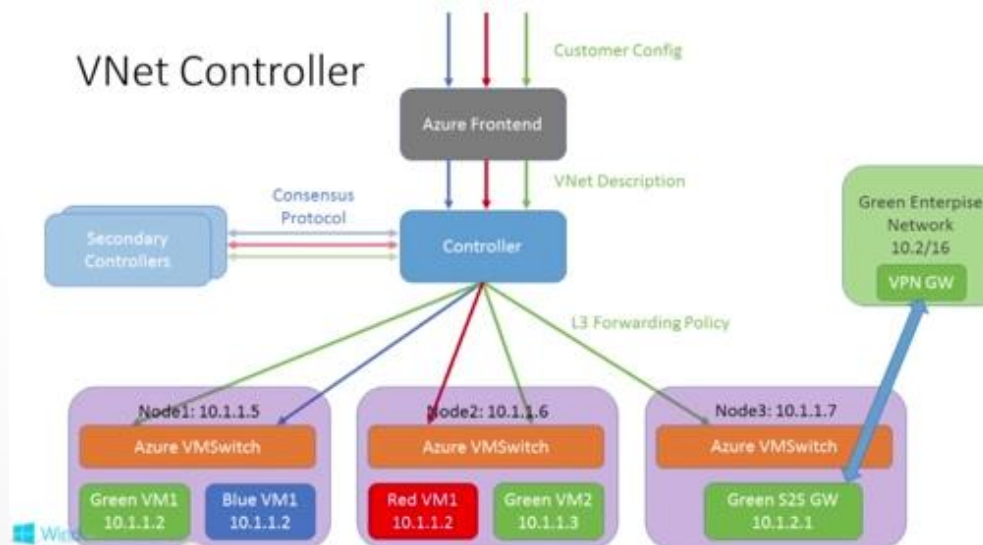 VNet Controller
Customer Config
Azure Frontend
VNet Description
Consensus
Protocol
Secondary
Controllers
Controller
Green Enterpise
Network
10.2/16
VPN GW
L3 Forwarding Policy
Node1: 10.1.1.5
Azure VMSwitch
Green VM1
10.1.1.2
Blue VM1
10.1.1.2
Node2: 10.1.1.6
Azure VMSwitch
Red VM1
10.1.1.2
Green VM2
10.1.1.3
Node3: 10.1.1.7
Azure VMSwitch
Green S2S GW
10.1.2.1